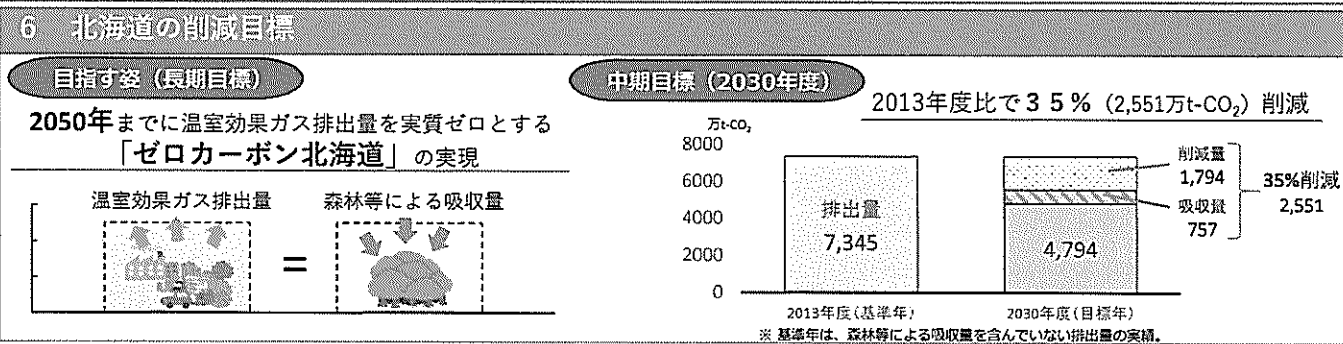 6 北海道の削減目標
目指す姿（長期目標）
2050年までに温室効果ガス排出量を実質ゼロとする
「ゼロカーボン北海道」の実現
温室効果ガス排出量
森林等による吸収量
=
中期目標（2030年度）
2013年度比で３５%（2,551万t-CO₂）削減
万t-CO₂
8000
6000
4000
2000
0
排出量
7,345
4,794
削減量
1,794
吸収量
757
35%削減
2,551
2013年度(基準年)
2030年度(目標年)
※ 基準年は、森林等による吸収量を含んでいない排出量の実績。